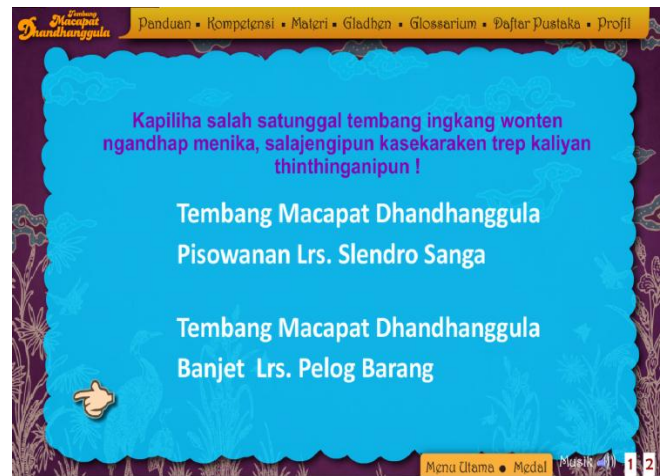 Tembang
Macapat
Dhandhanggula
Panduan • Kompetensi • Materi • Gladhen • Glossarium • Daftar Pustaka • Profil
Kapiliha salah satunggal tembang ingkang wonten
ngandhap menika, salajengipun kasekaraken trep kaliyan
thinthinganipun !
Tembang Macapat Dhandhanggula
Pisowanan Lrs. Slendro Sanga
Tembang Macapat Dhandhanggula
Banjet Lrs. Pelog Barang
Menu Utama • Medal Musik 1 2